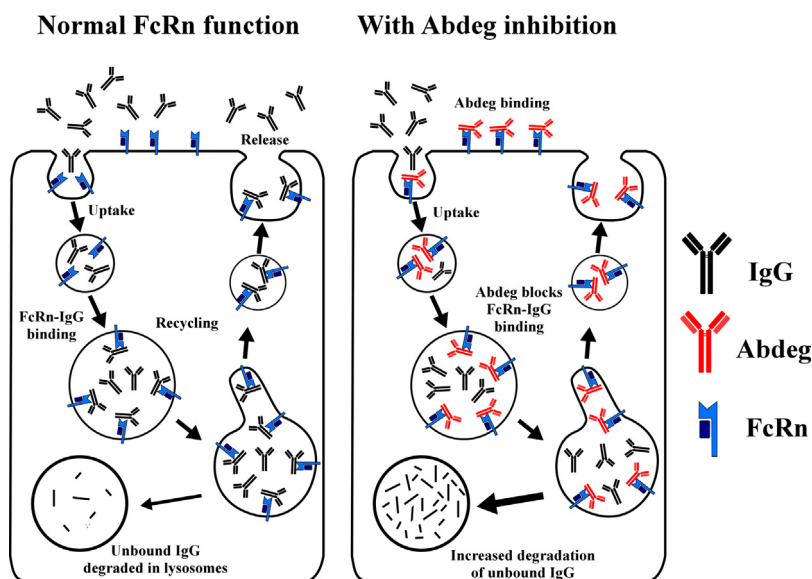 Normal FcRn function
With Abdeg inhibition
Release
Uptake
FcRn-IgG
binding
Recycling
Unbound IgG
degraded in lysosomes
Abdeg binding
Uptake
Abdeg blocks
FcRn-IgG
binding
Increased degradation
of unbound IgG
IgG
Abdeg
FcRn